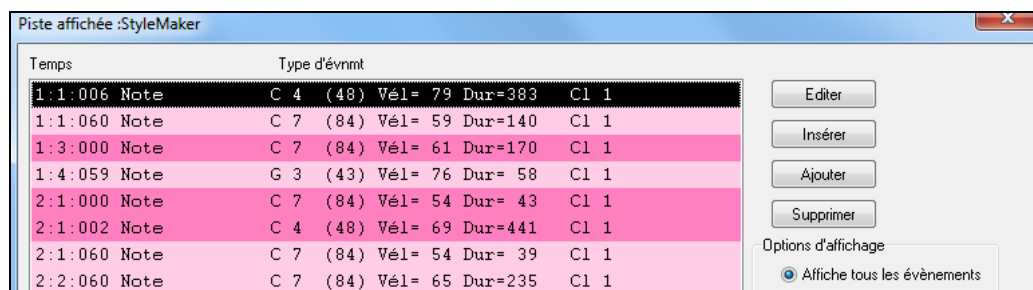 Piste affichée :StyleMaker
Temps Type d'évnmt
1:1:006 Note C 4 (48) Vél= 79 Dur=383 Cl 1
Editer
1:1:060 Note C 7 (84) Vél= 59 Dur=140 Cl 1
Insérer
1:3:000 Note C 7 (84) Vél= 61 Dur=170 Cl 1
1:4:059 Note G 3 (43) Vél= 76 Dur= 58 Cl 1
Ajouter
2:1:000 Note C 7 (84) Vél= 54 Dur= 43 Cl 1
2:1:002 Note C 4 (48) Vél= 69 Dur=441 Cl 1
Supprimer
2:1:060 Note C 7 (84) Vél= 54 Dur= 39 Cl 1
Options d'affichage
2:2:060 Note C 7 (84) Vél= 65 Dur=235 Cl 1
Affiche tous les évènements